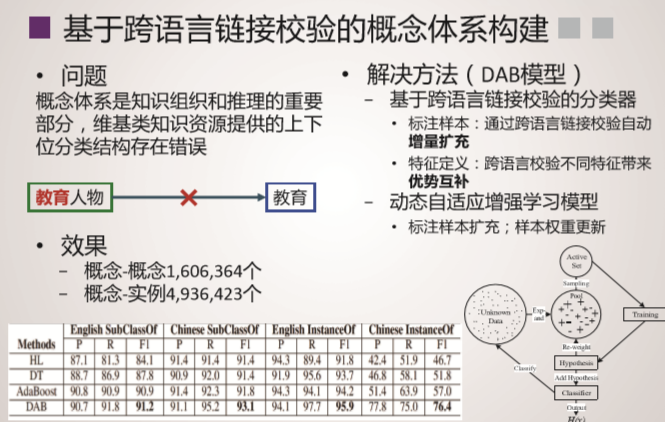 基于跨语言链接校验的概念体系构建
• 问题
概念体系是知识组织和推理的重要
部分，维基类知识资源提供的上下
位分类结构存在错误
教育人物
教育
• 效果
– 概念-概念1,606,364个
– 概念-实例4,936,423个
• 解决方法（DAB模型）
– 基于跨语言链接校验的分类器
• 标注样本：通过跨语言链接校验自动
增量扩充
• 特征定义：跨语言校验不同特征带来
优势互补
– 动态自适应增强学习模型
• 标注样本扩充；样本权重更新
English SubClassOf Chinese SubClassOf English InstanceOf Chinese InstanceOf
Methods P R F1 P R F1 P R F1 P R F1
HL 87.1 81.3 84.1 91.4 91.4 91.4 94.3 89.4 91.8 42.4 51.9 46.7
DT 88.7 86.9 87.8 90.9 92.0 91.4 91.9 95.6 93.7 46.8 58.1 51.8
AdaBoost 90.8 90.9 90.9 91.4 92.3 91.8 94.3 94.1 94.2 51.4 63.9 57.0
DAB 90.7 91.8 91.2 91.1 95.2 93.1 94.1 97.7 95.9 77.8 75.0 76.4
Active
Set
Sampling
Pool
Unknown
Data
Exp-
and
Training
Re-weight
Hypothesis
Add Hypothesis
Classify
Classifier
Output
H(x)